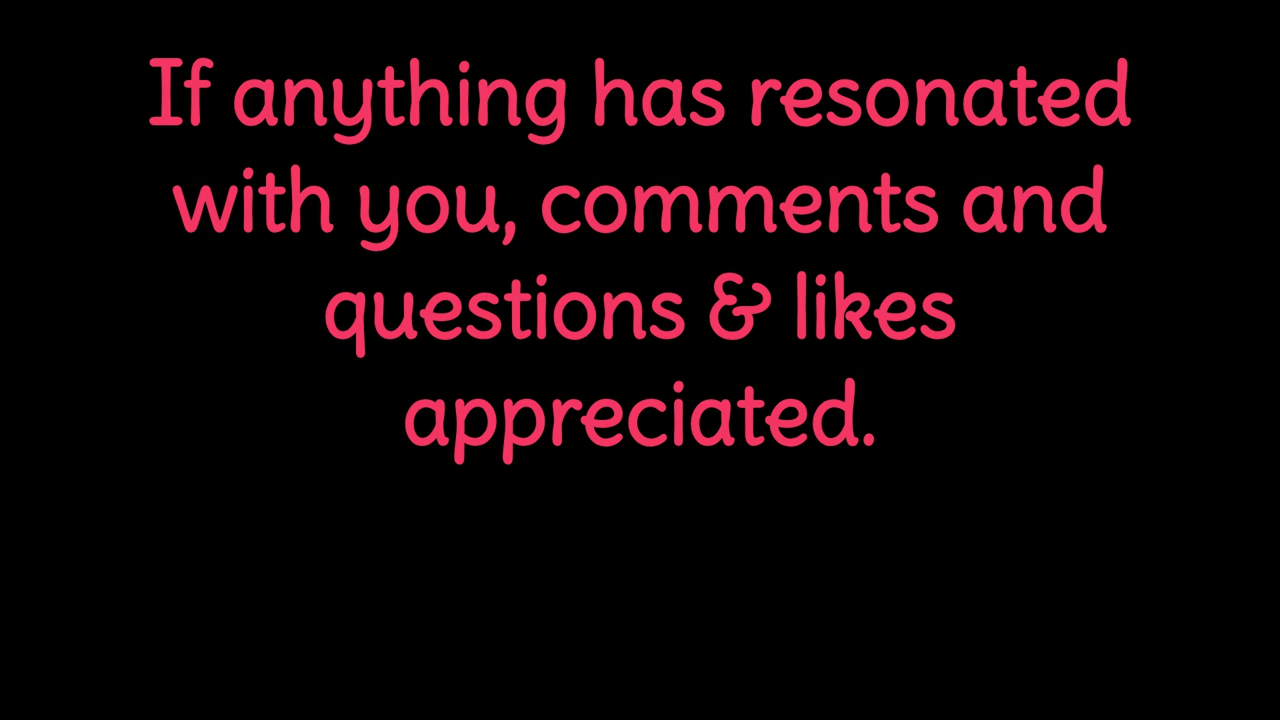 If anything has resonated
with you, comments and
questions & likes
appreciated.